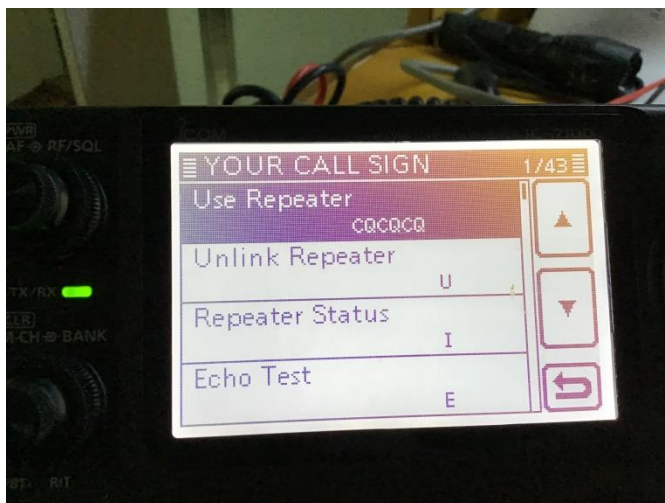 PWR
AF RF/SQL
ICOM
YOUR CALL SIGN 1/43
Use Repeater
CQCQCQ
Unlink Repeater
U
TX/RX
Repeater Status
I
CLR
M-CH BANK
Echo Test
E
RIT